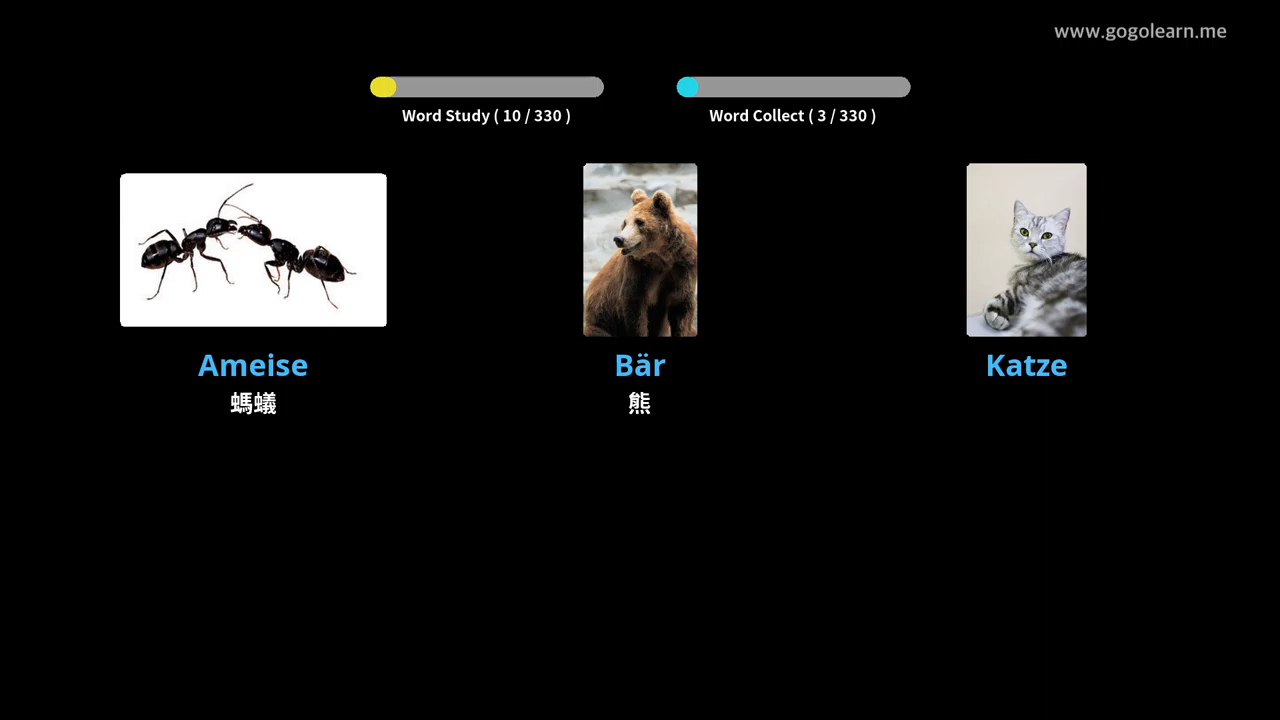 www.gogolearn.me
Word Study ( 10 / 330 )
Word Collect ( 3 / 330 )
Ameise
螞蟻
Bär
熊
Katze